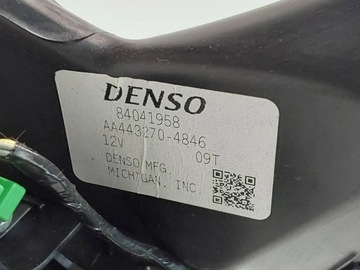 DENSO
84041958
AA443270-4846
12V 09T
DENSO MFG.
MICHIGAN, INC.